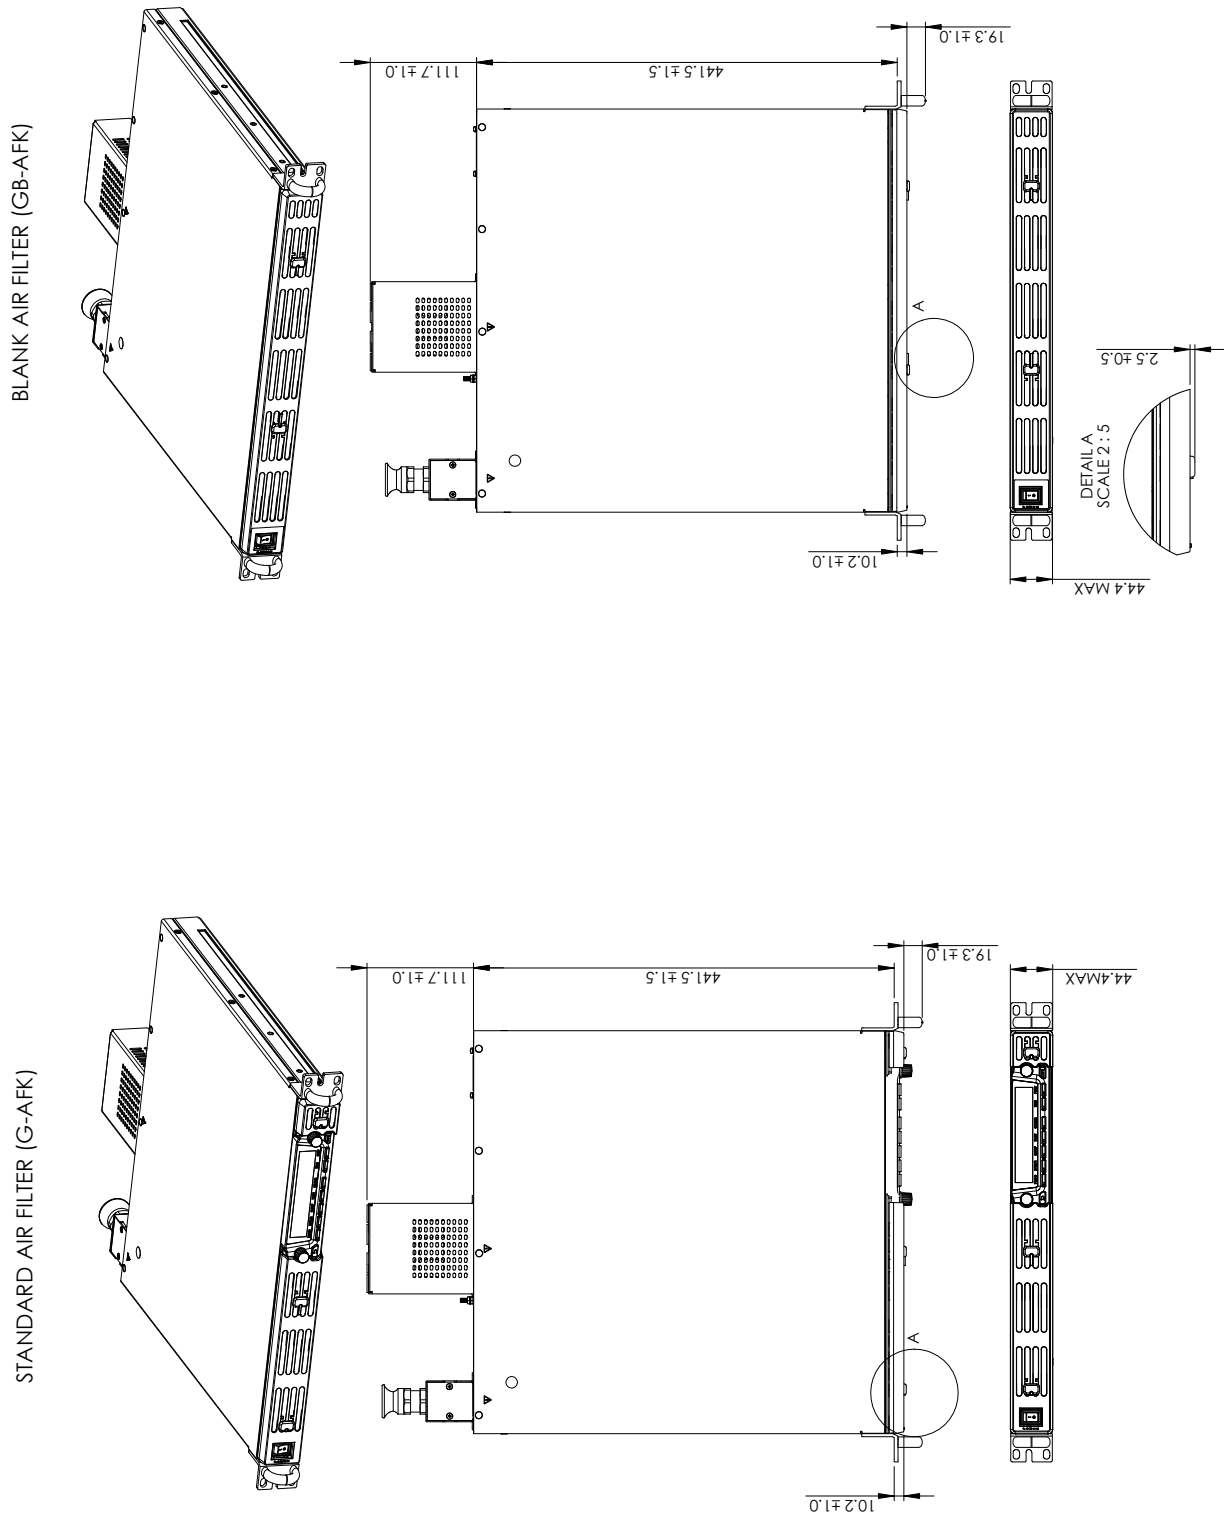 BLANK AIR FILTER (GB-AFK)
111.7±1.0
441.5±1.5
19.3±1.0
A
10.2±1.0
44.4 MAX
DETAIL A
SCALE 2 : 5
2.5 ±0.5
STANDARD AIR FILTER (G-AFK)
111.7±1.0
441.5±1.5
19.3±1.0
A
10.2±1.0
44.4MAX